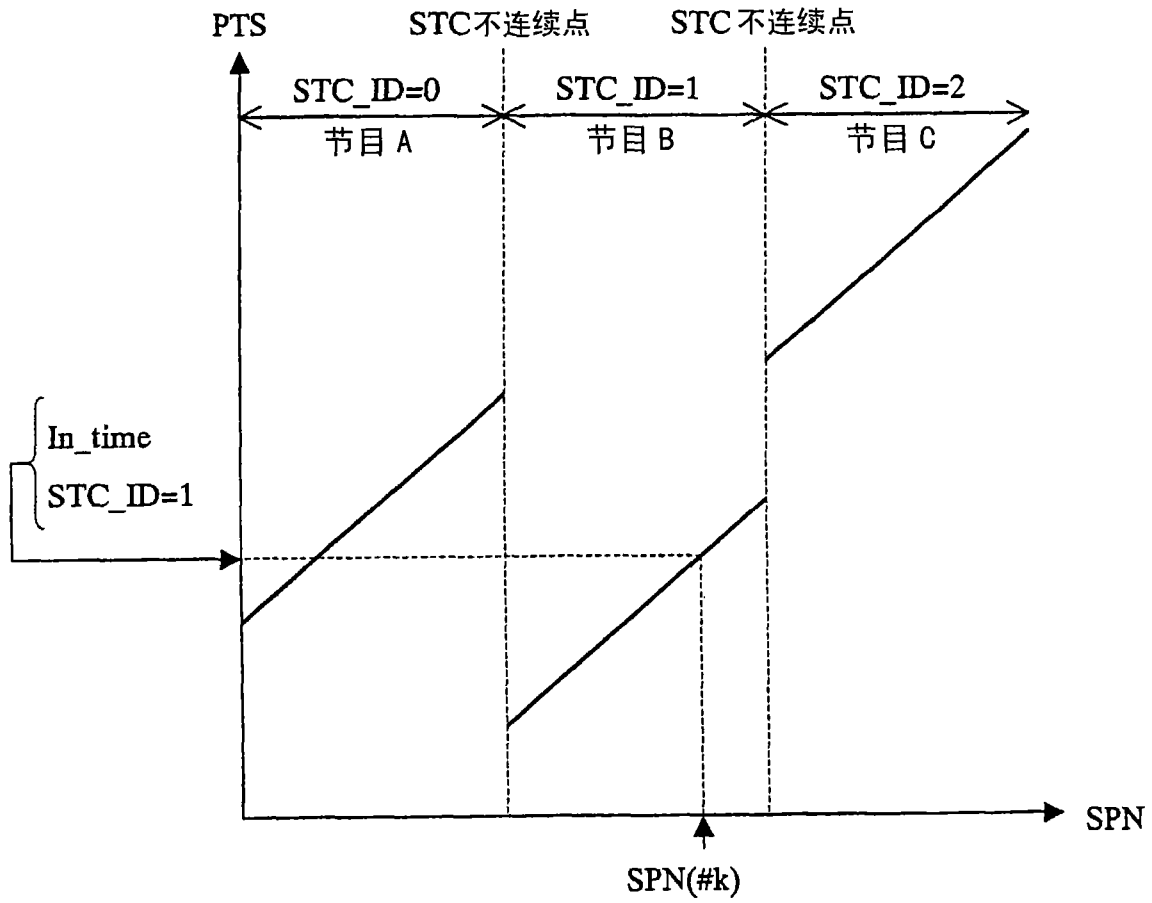 PTS
STC不连续点
STC不连续点
STC_ID=0
STC_ID=1
STC_ID=2
节目 A
节目 B
节目 C
In_time
STC_ID=1
SPN
SPN(#k)